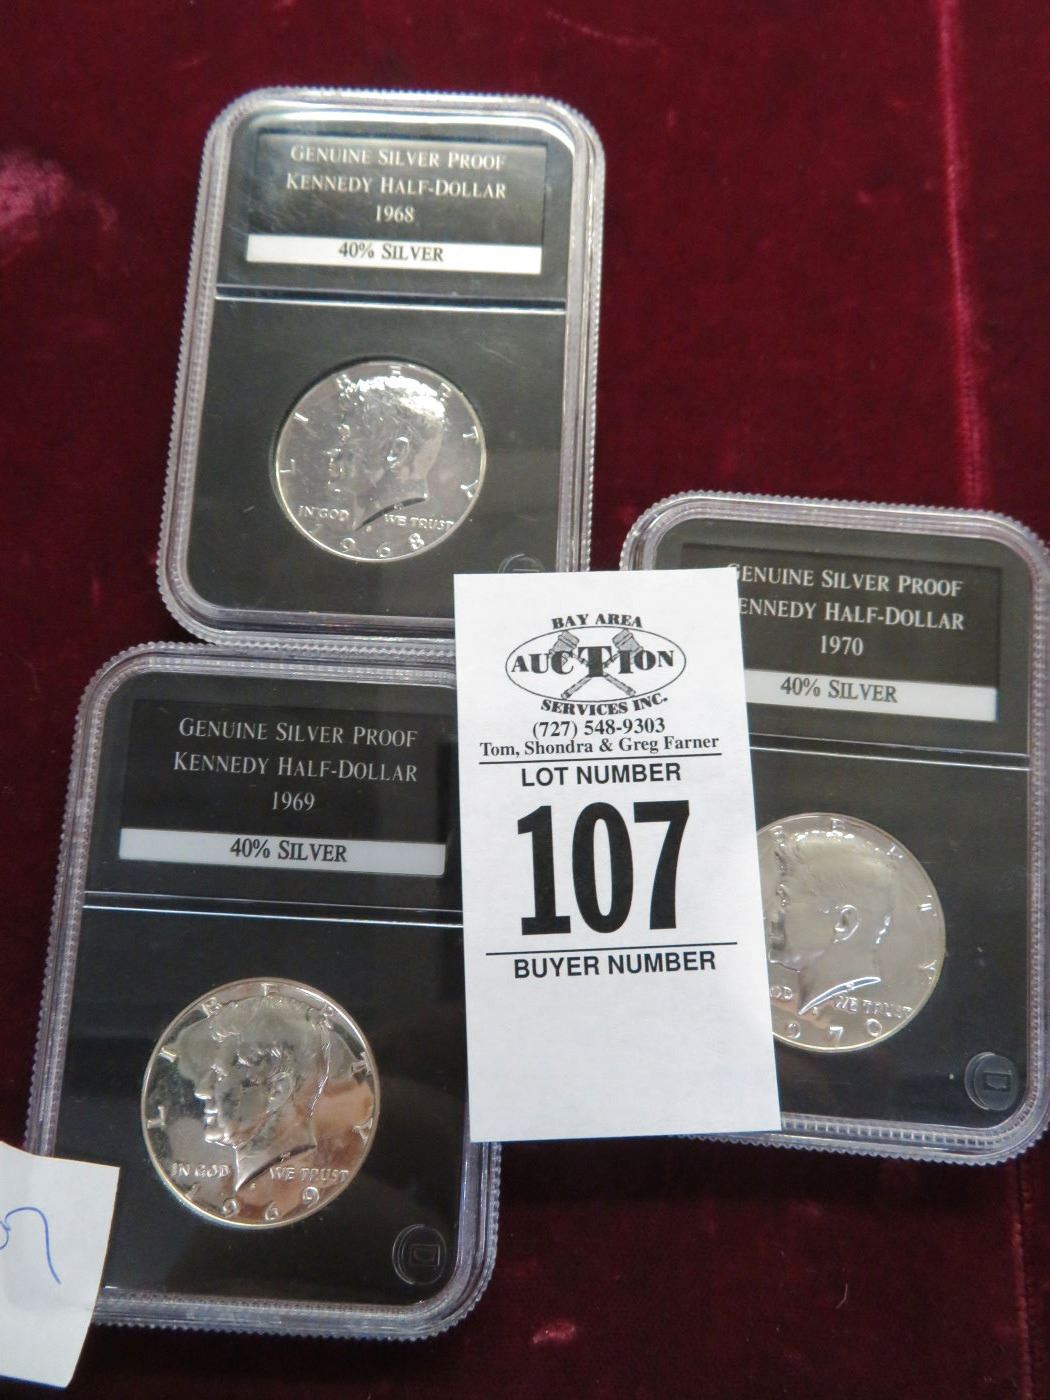 GENUINE SILVER PROOF
KENNEDY HALF-DOLLAR
1968
40% SILVER
LIBERTY
IN GOD WE TRUST
1968
GENUINE SILVER PROOF
KENNEDY HALF-DOLLAR
1970
40% SILVER
WE TRUST
970
BAY AREA
AUCTION
SERVICES INC.
(727) 548-9303
Tom, Shondra & Greg Farner
LOT NUMBER
107
BUYER NUMBER
GENUINE SILVER PROOF
KENNEDY HALF-DOLLAR
1969
40% SILVER
LIBERTY
IN GOD WE TRUST
1969